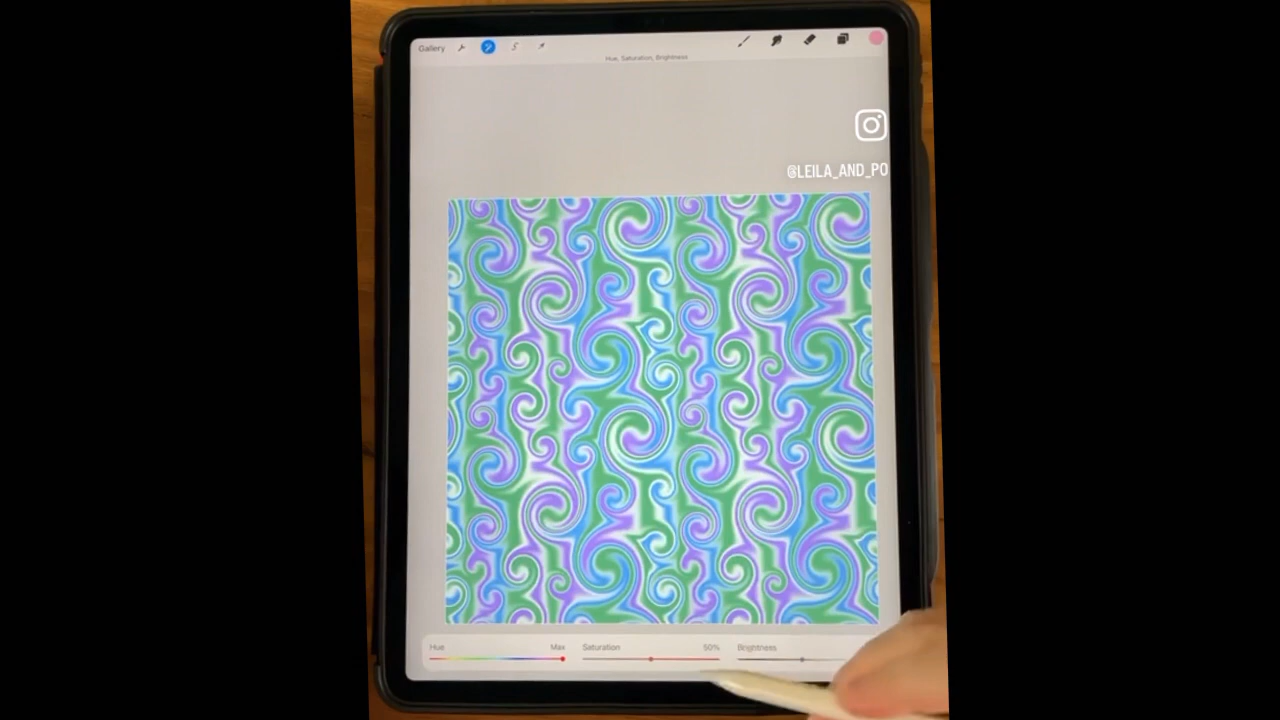 Gallery
Hue, Saturation, Brightness
@LEILA_AND_PO
Hue Max Saturation 50% Brightness